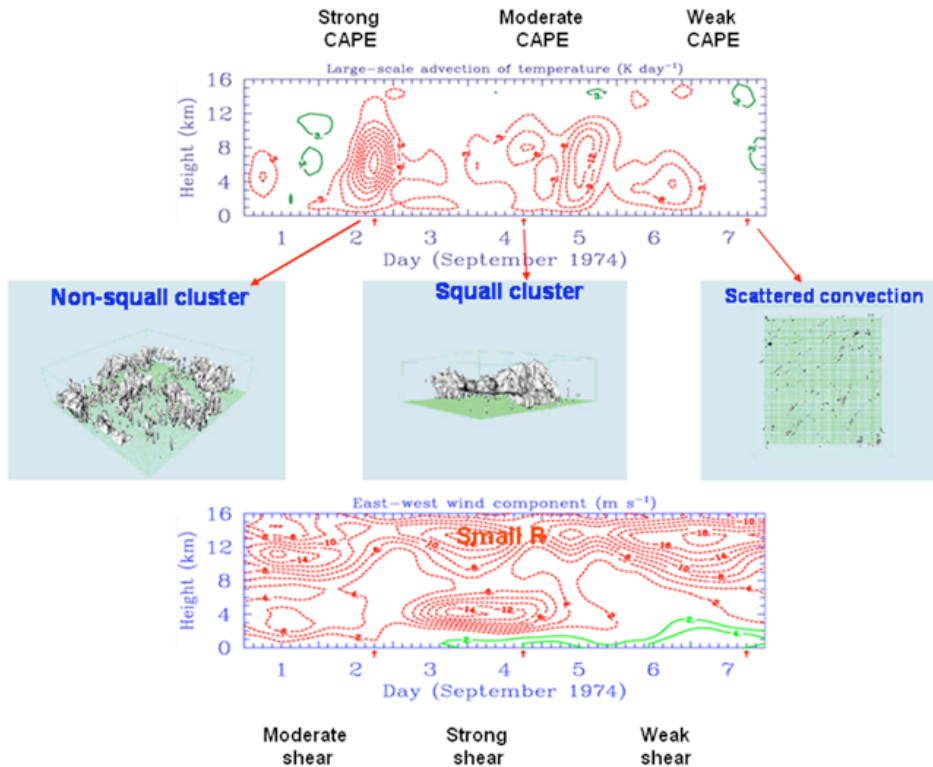 Strong Moderate Weak
CAPE CAPE CAPE
Large-scale advection of temperature (K day⁻¹)
16
12
8
4
0
Height (km)
1 2 3 4 5 6 7
Day (September 1974)
Non-squall cluster
Squall cluster
Scattered convection
East-west wind component (m s⁻¹)
16
12
8
4
0
Height (km)
Small R
1 2 3 4 5 6 7
Day (September 1974)
Moderate Strong Weak
shear shear shear